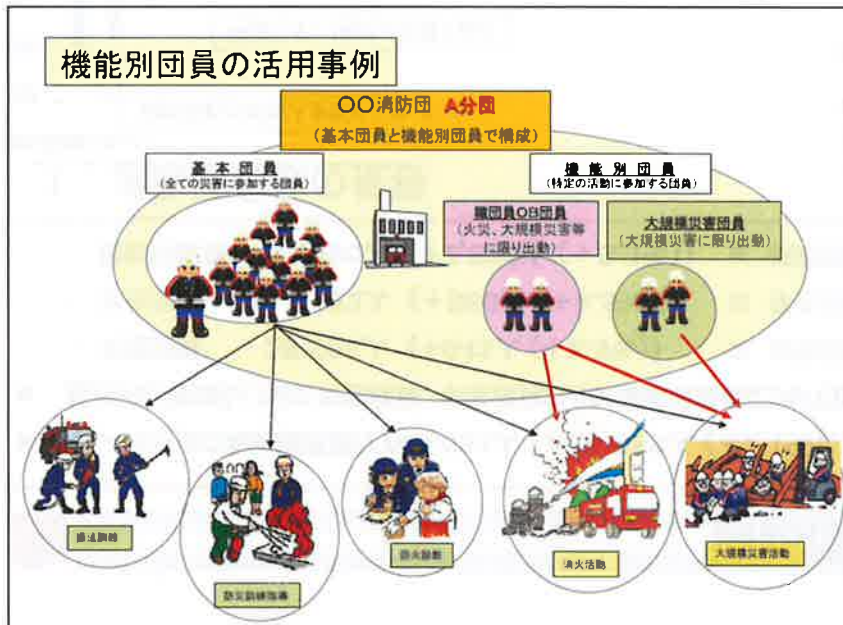 機能別団員の活用事例
〇〇消防団 A分団
(基本団員と機能別団員で構成)
基本団員
(全ての災害に参加する団員)
機能別団員
(特定の活動に参加する団員)
職団員OB団員
(火災、大規模災害等
に限り出動)
大規模災害団員
(大規模災害に限り出動)
操法訓練
防災訓練指導
消火活動
大規模災害活動